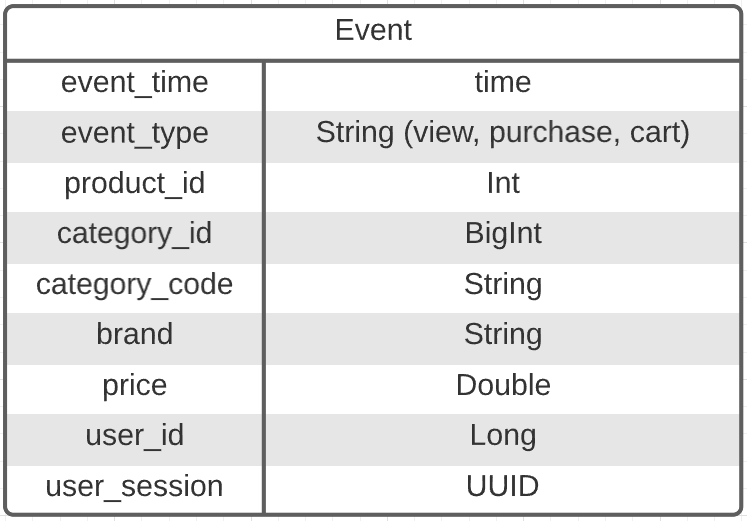 Event
event_time time
event_type String (view, purchase, cart)
product_id Int
category_id BigInt
category_code String
brand String
price Double
user_id Long
user_session UUID